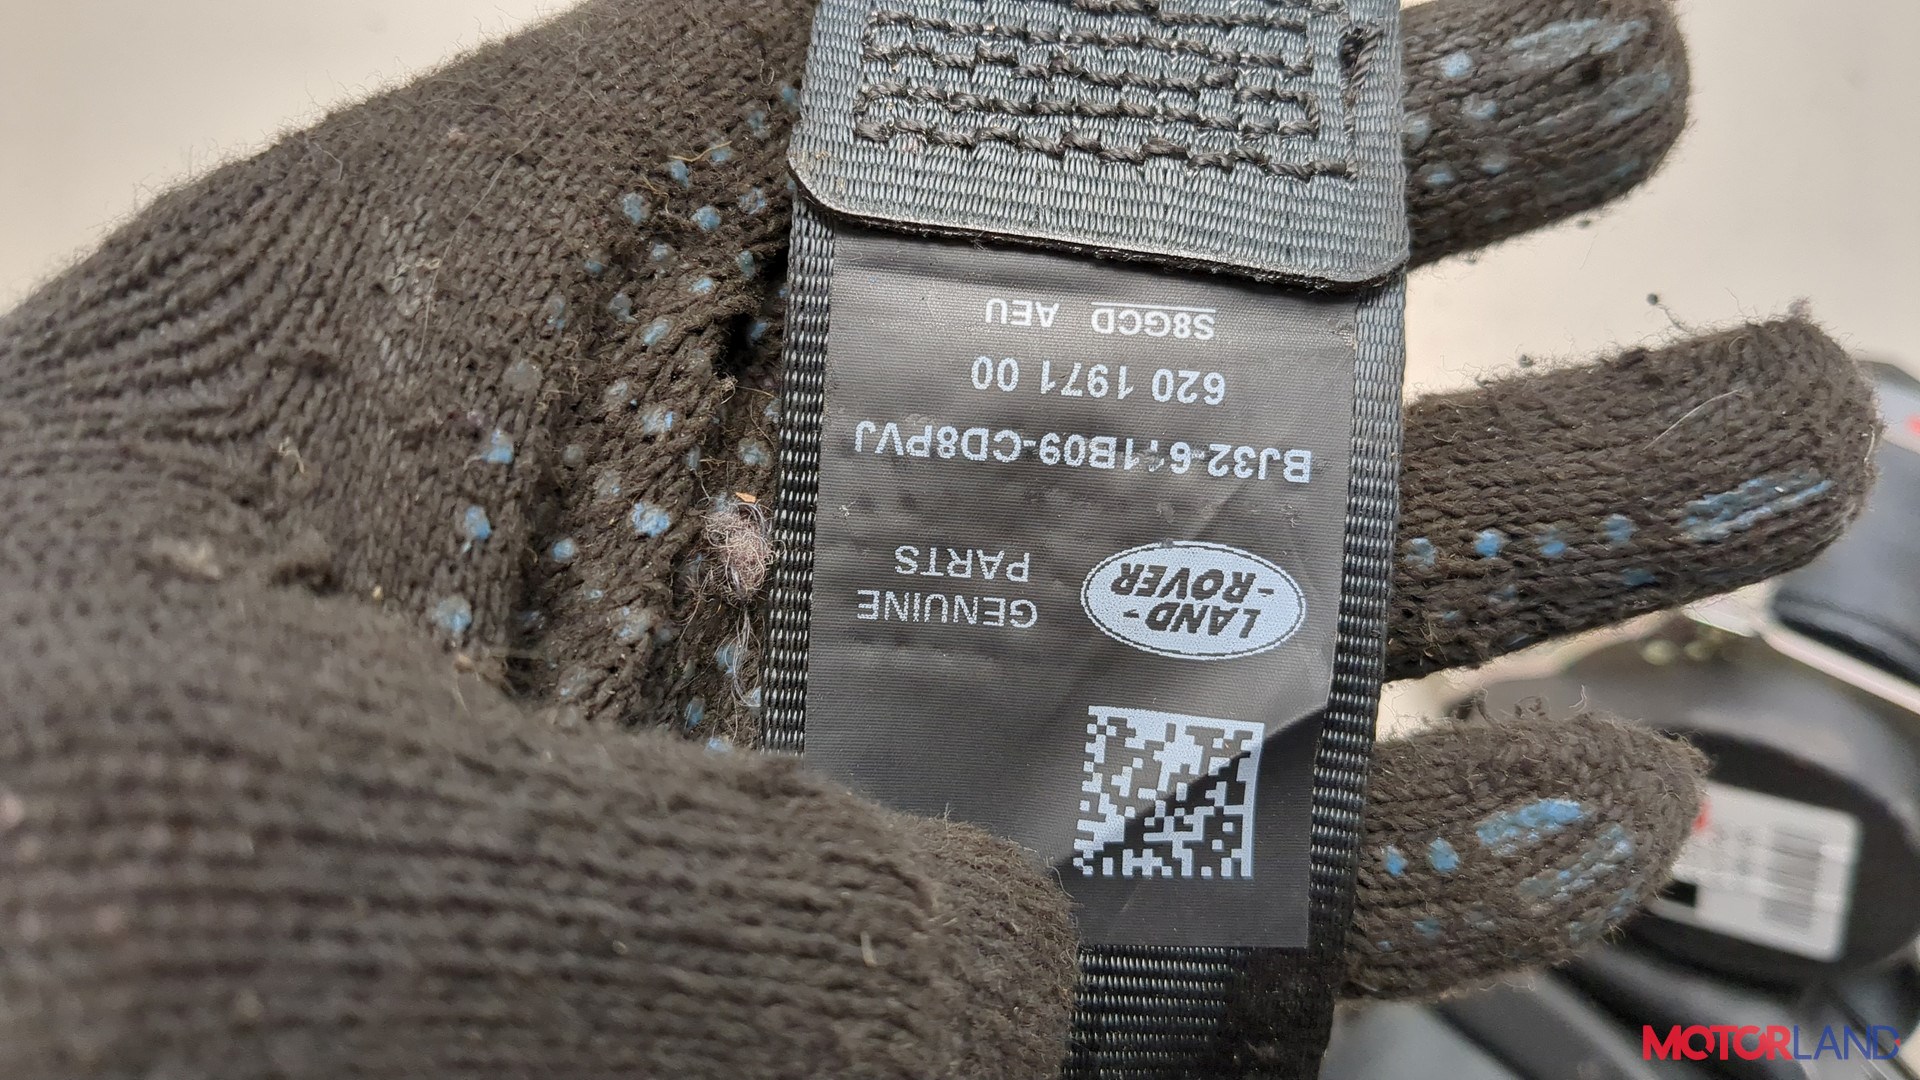 LAND-
-ROVER
GENUINE
PARTS
BJ32-611B09-CD8PVJ
620 1971 00
S8GCD AEU
MOTORLAND